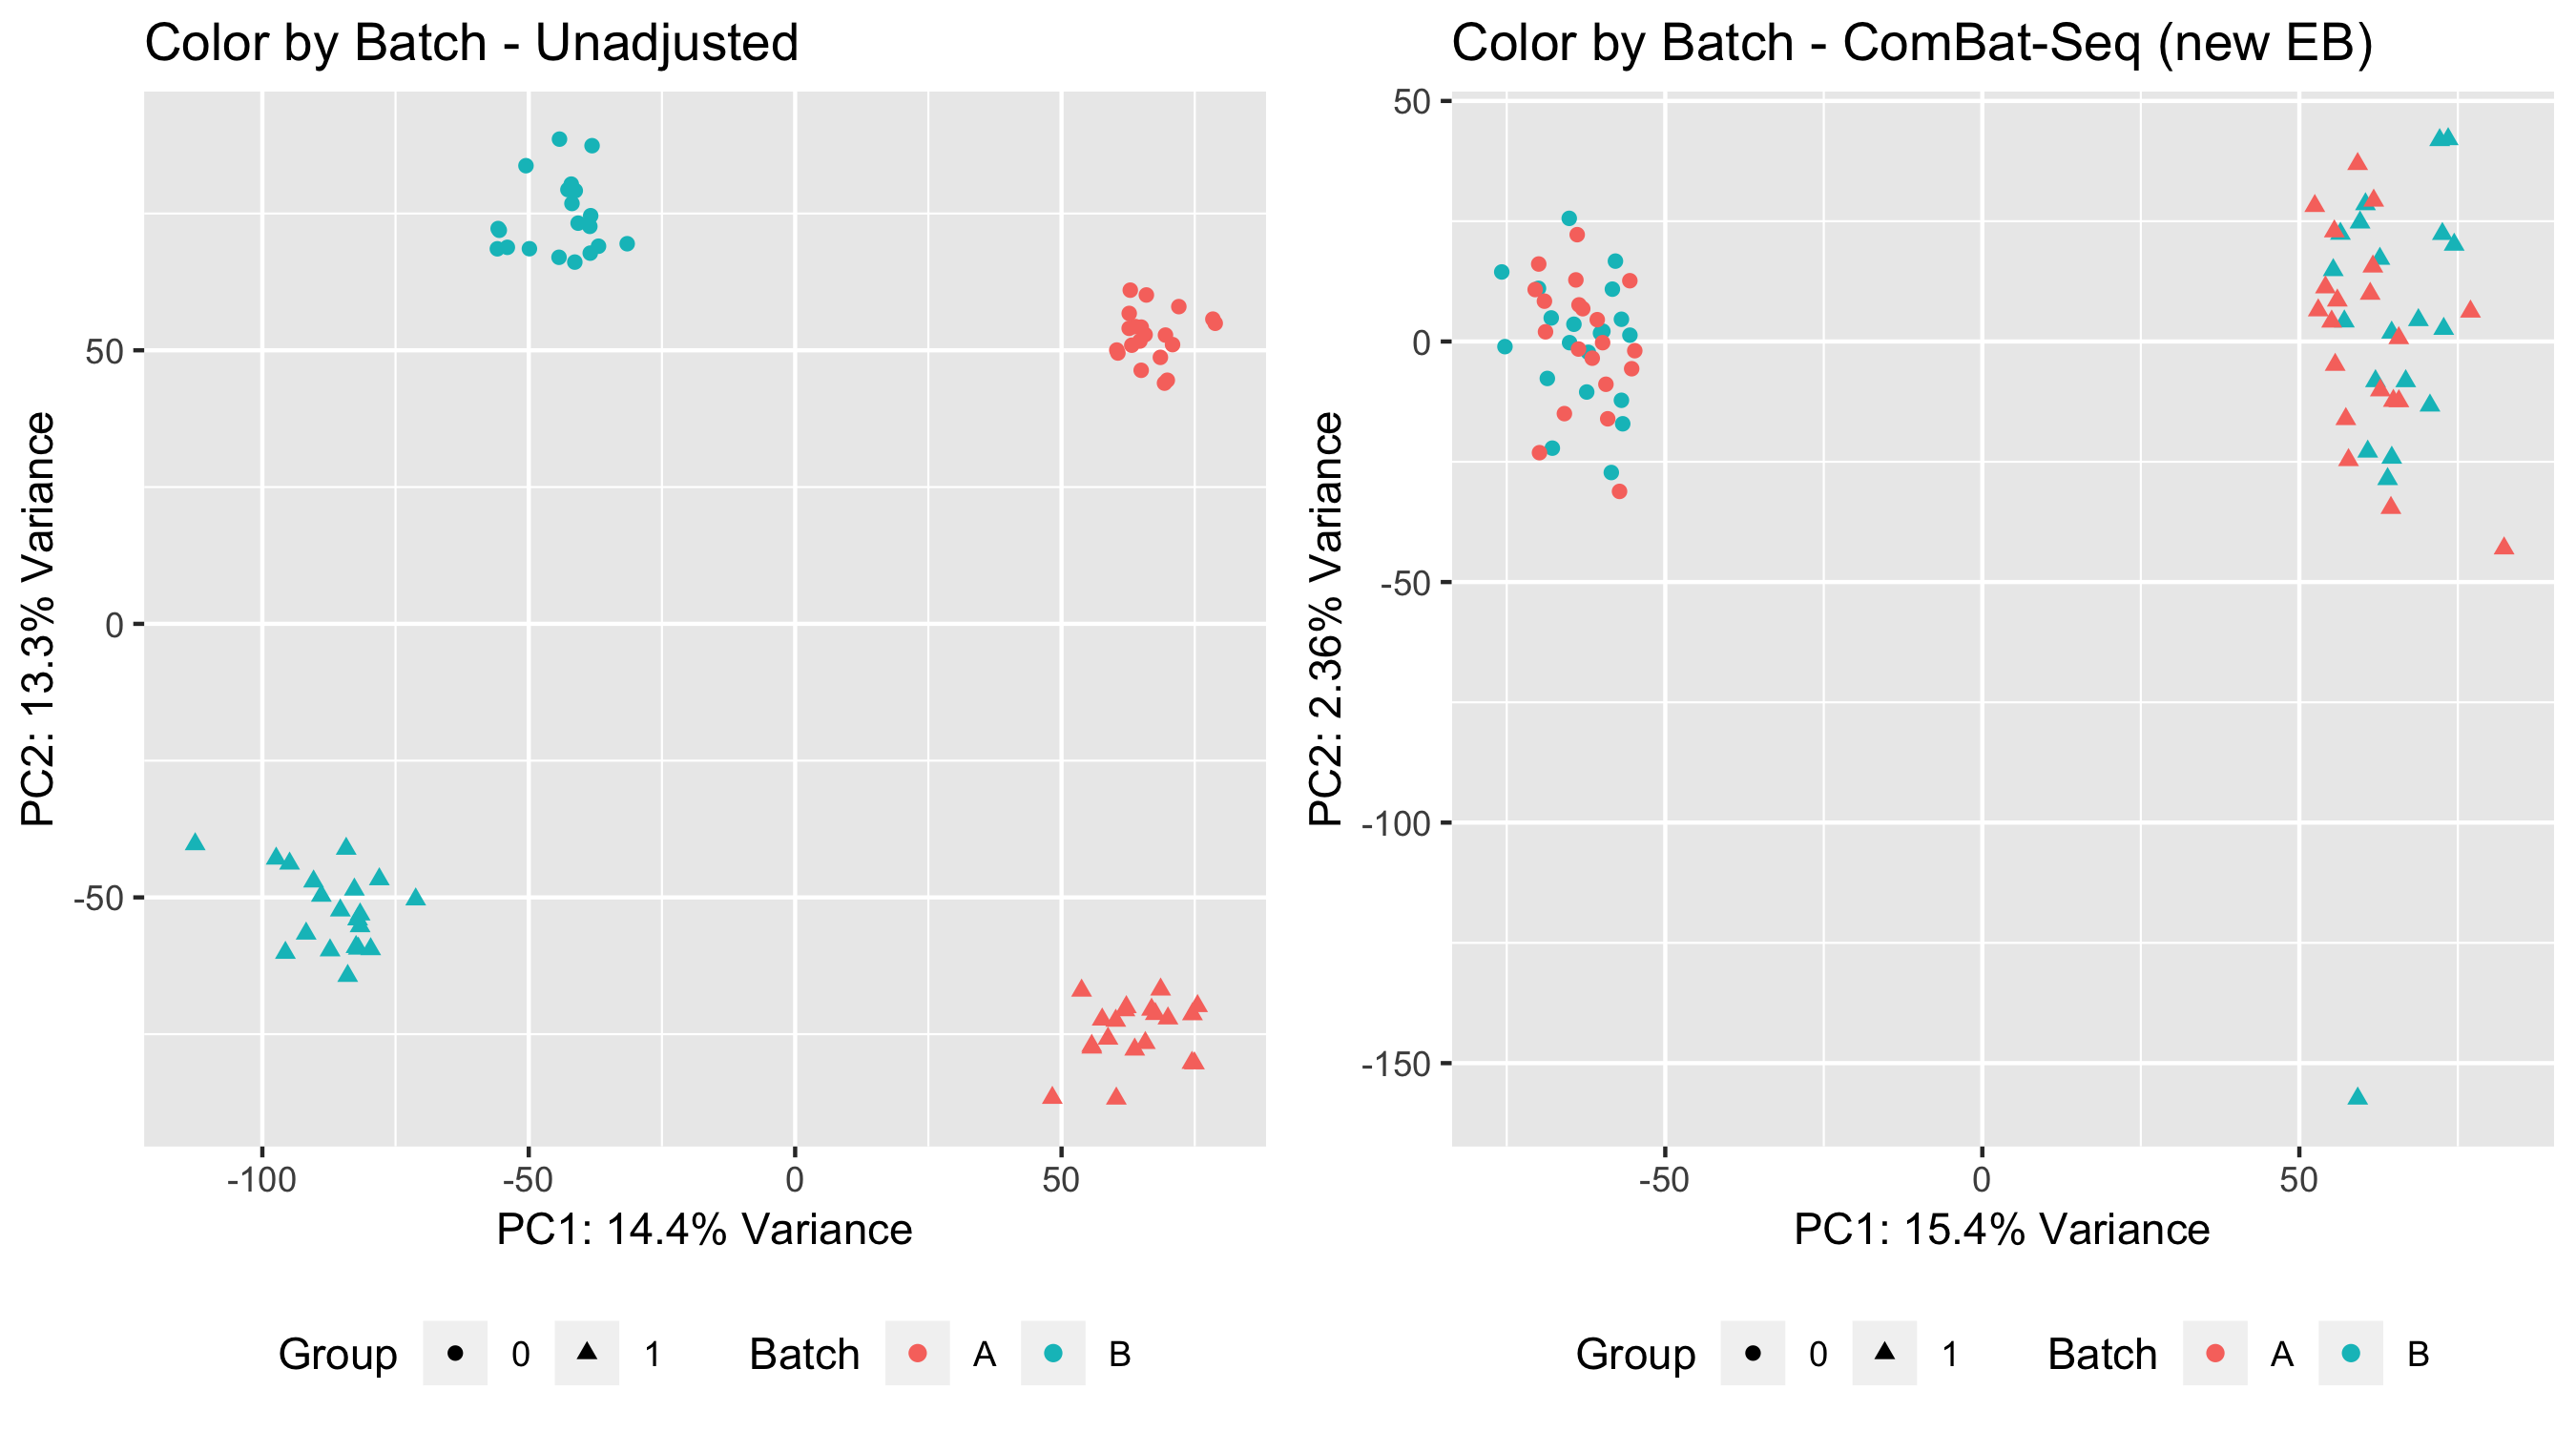 Color by Batch - Unadjusted
PC2: 13.3% Variance
50
0
-50
-100
-50
0
50
PC1: 14.4% Variance
Group 0 1 Batch A B
Color by Batch - ComBat-Seq (new EB)
PC2: 2.36% Variance
50
0
-50
-100
-150
-50
0
50
PC1: 15.4% Variance
Group 0 1 Batch A B